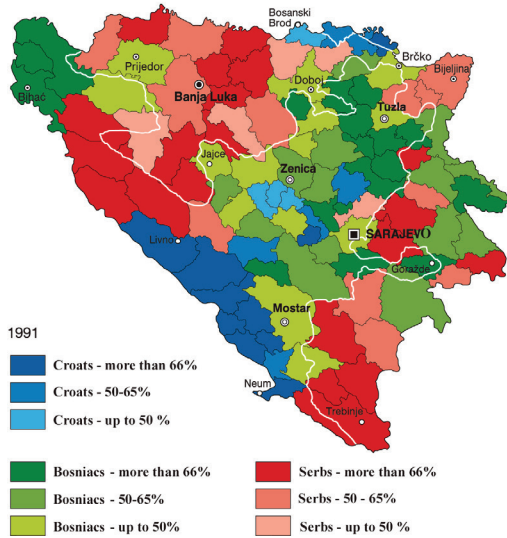 Bosanski
Brod
Prijedor
Brčko
Bijeljina
Doboj
Bihać
Banja Luka
Tuzla
Jajce
Zenica
SARAJEVO
Livno
Goražde
Mostar
1991
Neum
Trebinje
Croats - more than 66%
Croats - 50-65%
Croats - up to 50 %
Bosniacs - more than 66%
Bosniacs - 50-65%
Bosniacs - up to 50%
Serbs - more than 66%
Serbs - 50 - 65%
Serbs - up to 50 %